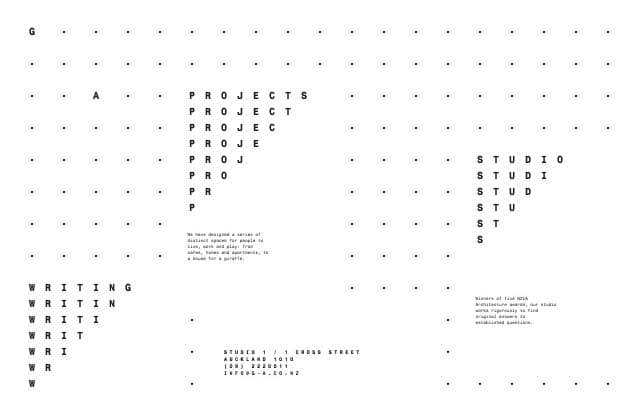 G
A
PROJECTS
PROJECT
PROJEC
PROJE
PROJ
PRO
PR
P
We have designed a series of
distinct spaces for people to
live, work and play: from
cafes, homes and apartments, to
a house for a giraffe.
STUDIO
STUDI
STUD
STU
ST
S
Winners of five NZIA
Architecture awards, our studio
works rigorously to find
original answers to
established questions.
WRITING
WRITIN
WRITI
WRIT
WRI
WR
W
STUDIO 1 / 1 CROSS STREET
AUCKLAND 1010
(09) 2220011
INFO@G-A.CO.NZ